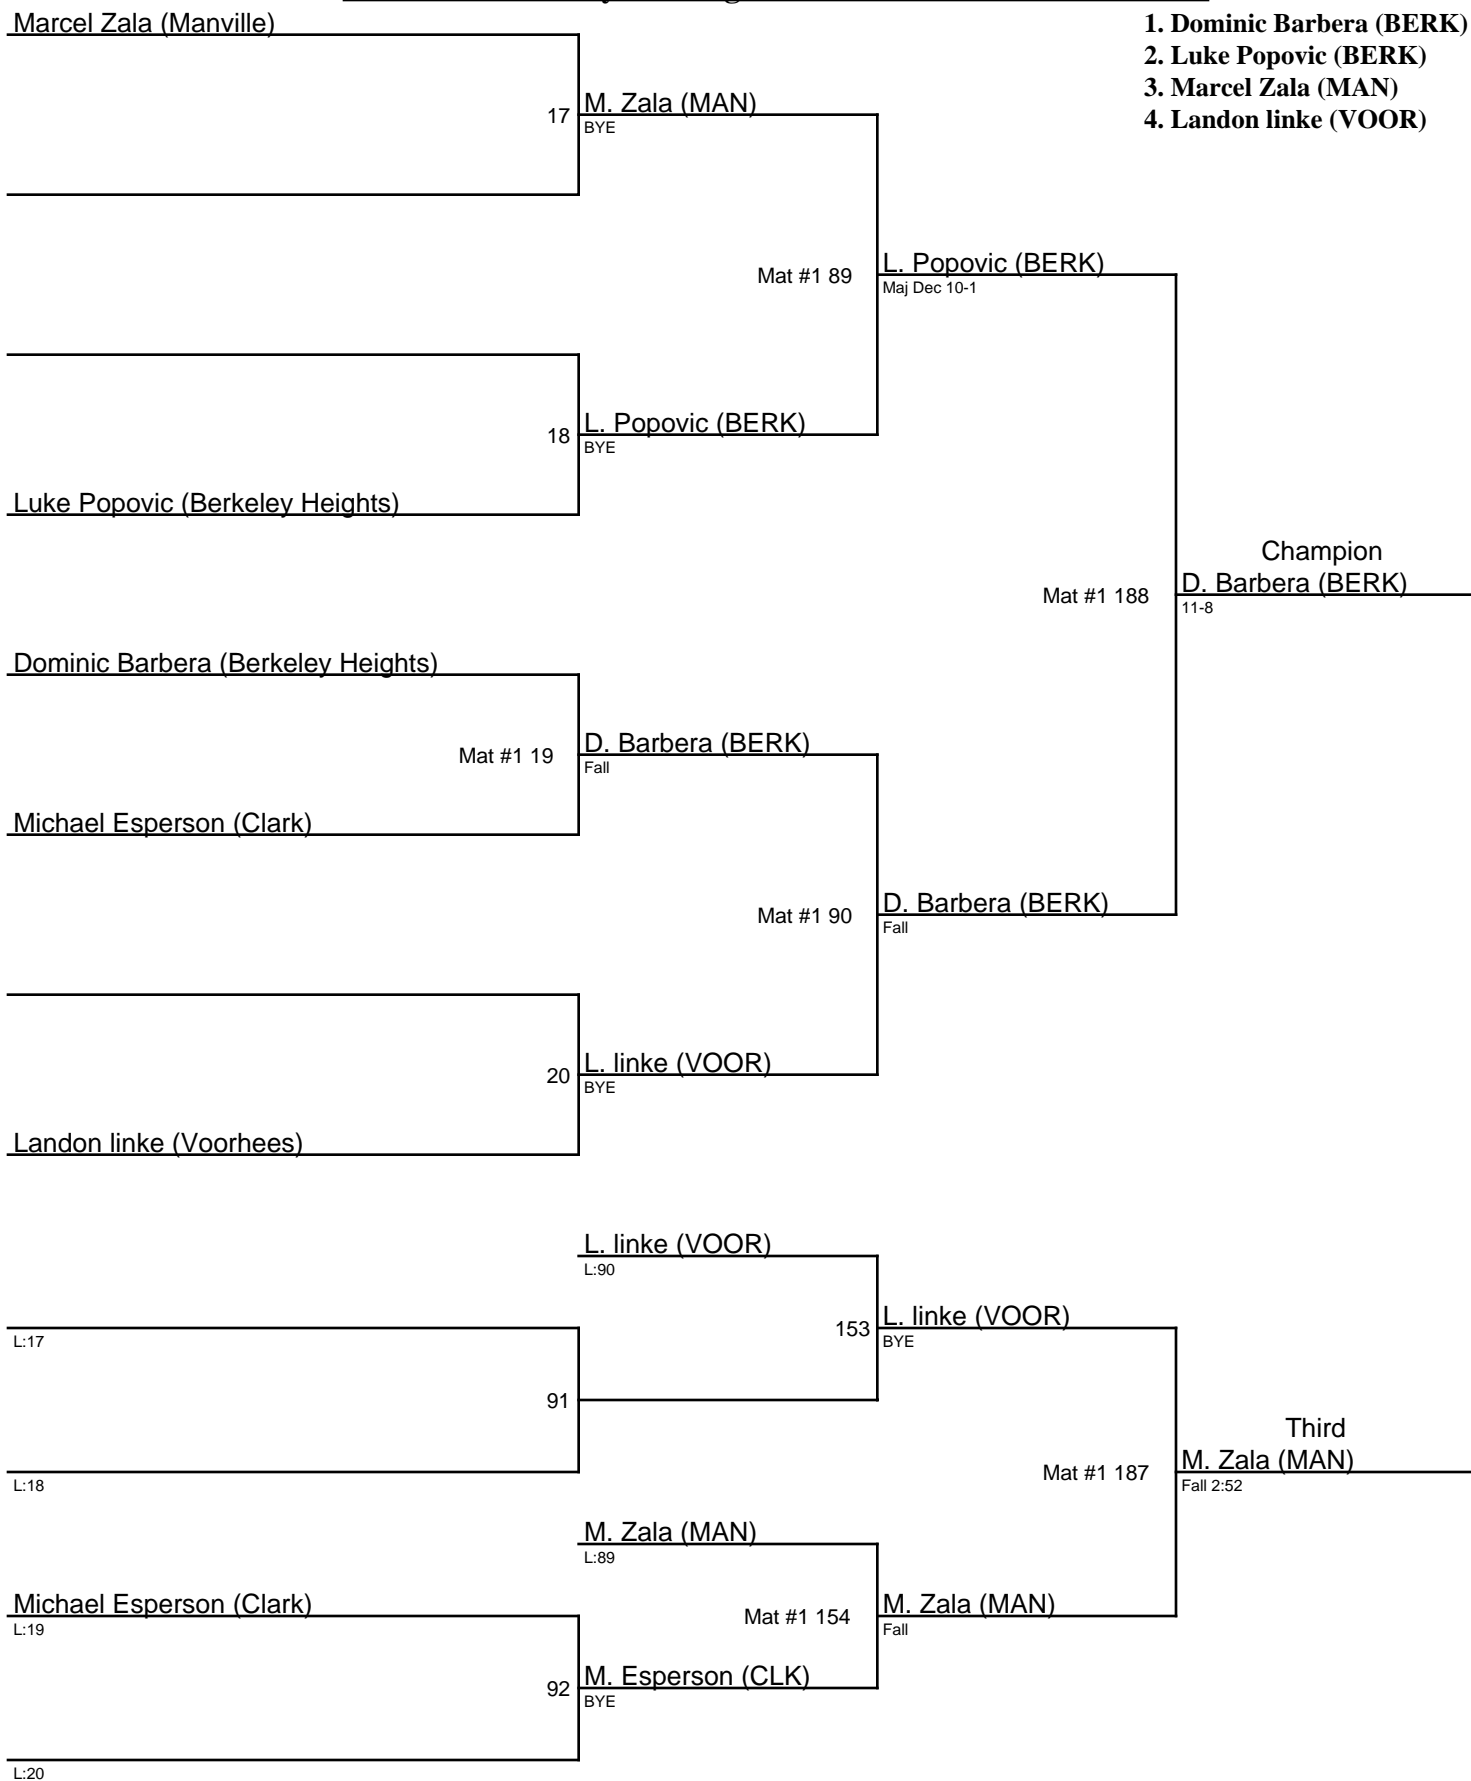 Marcel Zala (Manville)
1. Dominic Barbera (BERK)
2. Luke Popovic (BERK)
3. Marcel Zala (MAN)
4. Landon linke (VOOR)
17
M. Zala (MAN)
BYE
Mat #1 89
L. Popovic (BERK)
Maj Dec 10-1
18
L. Popovic (BERK)
BYE
Luke Popovic (Berkeley Heights)
Champion
Mat #1 188
D. Barbera (BERK)
11-8
Dominic Barbera (Berkeley Heights)
Mat #1 19
D. Barbera (BERK)
Fall
Michael Esperson (Clark)
Mat #1 90
D. Barbera (BERK)
Fall
20
L. linke (VOOR)
BYE
Landon linke (Voorhees)
L. linke (VOOR)
L:90
L:17
153
L. linke (VOOR)
BYE
91
L:18
Third
Mat #1 187
M. Zala (MAN)
Fall 2:52
M. Zala (MAN)
L:89
Michael Esperson (Clark)
L:19
Mat #1 154
M. Zala (MAN)
Fall
92
M. Esperson (CLK)
BYE
L:20